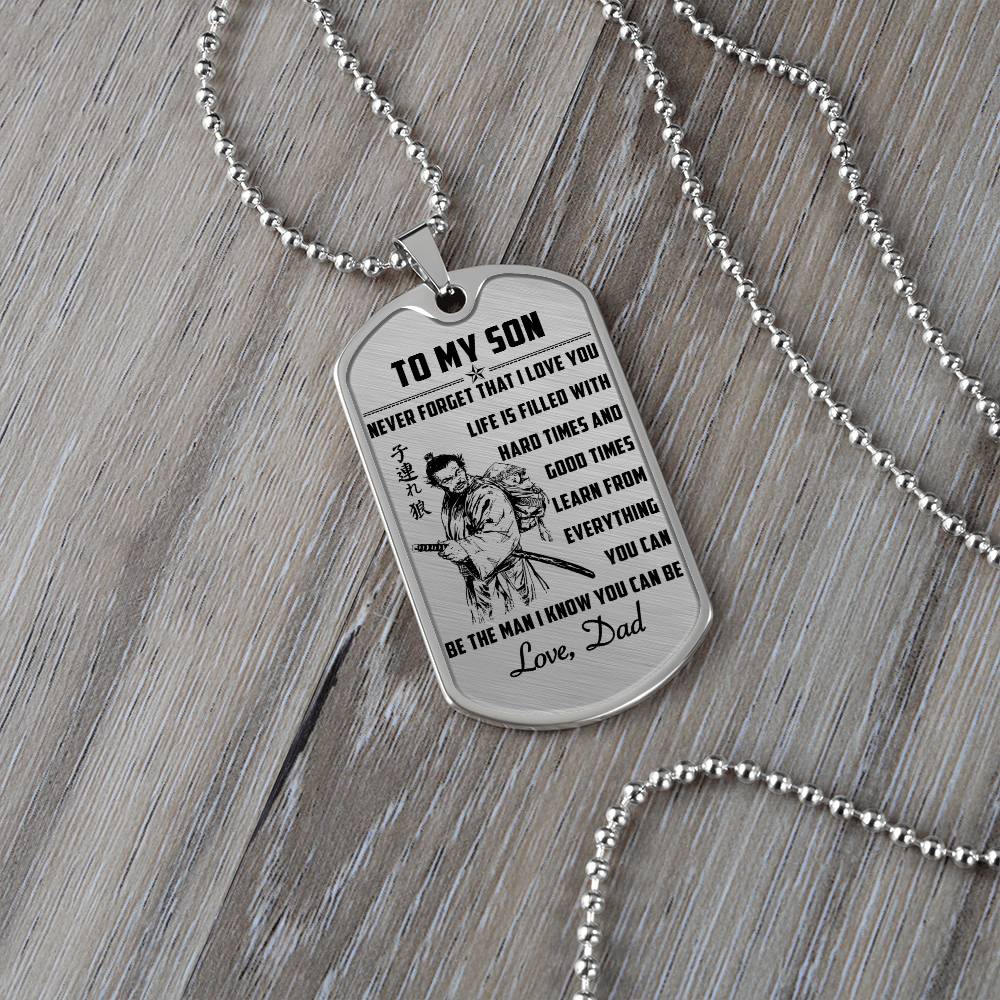 TO MY SON
NEVER FORGET THAT I LOVE YOU
LIFE IS FILLED WITH
HARD TIMES AND
GOOD TIMES
LEARN FROM
EVERYTHING
YOU CAN
BE THE MAN I KNOW YOU CAN BE
Love, Dad
子連れ狼